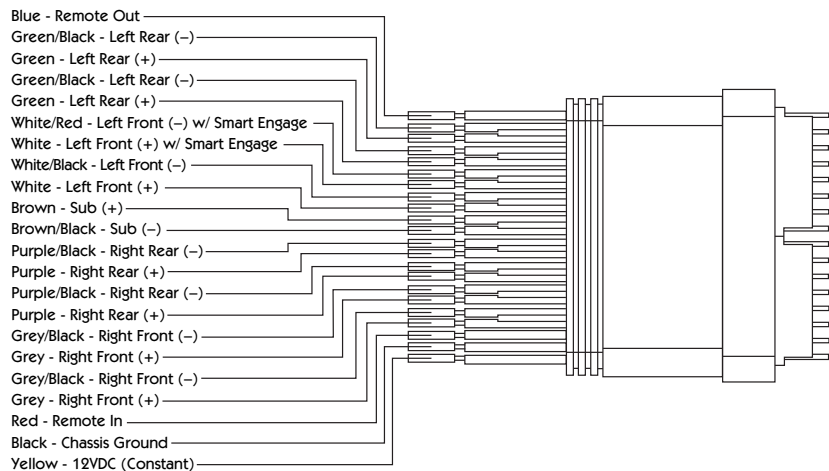 Blue - Remote Out
Green/Black - Left Rear (–)
Green - Left Rear (+)
Green/Black - Left Rear (–)
Green - Left Rear (+)
White/Red - Left Front (–) w/ Smart Engage
White - Left Front (+) w/ Smart Engage
White/Black - Left Front (–)
White - Left Front (+)
Brown - Sub (+)
Brown/Black - Sub (–)
Purple/Black - Right Rear (–)
Purple - Right Rear (+)
Purple/Black - Right Rear (–)
Purple - Right Rear (+)
Grey/Black - Right Front (–)
Grey - Right Front (+)
Grey/Black - Right Front (–)
Grey - Right Front (+)
Red - Remote In
Black - Chassis Ground
Yellow - 12VDC (Constant)